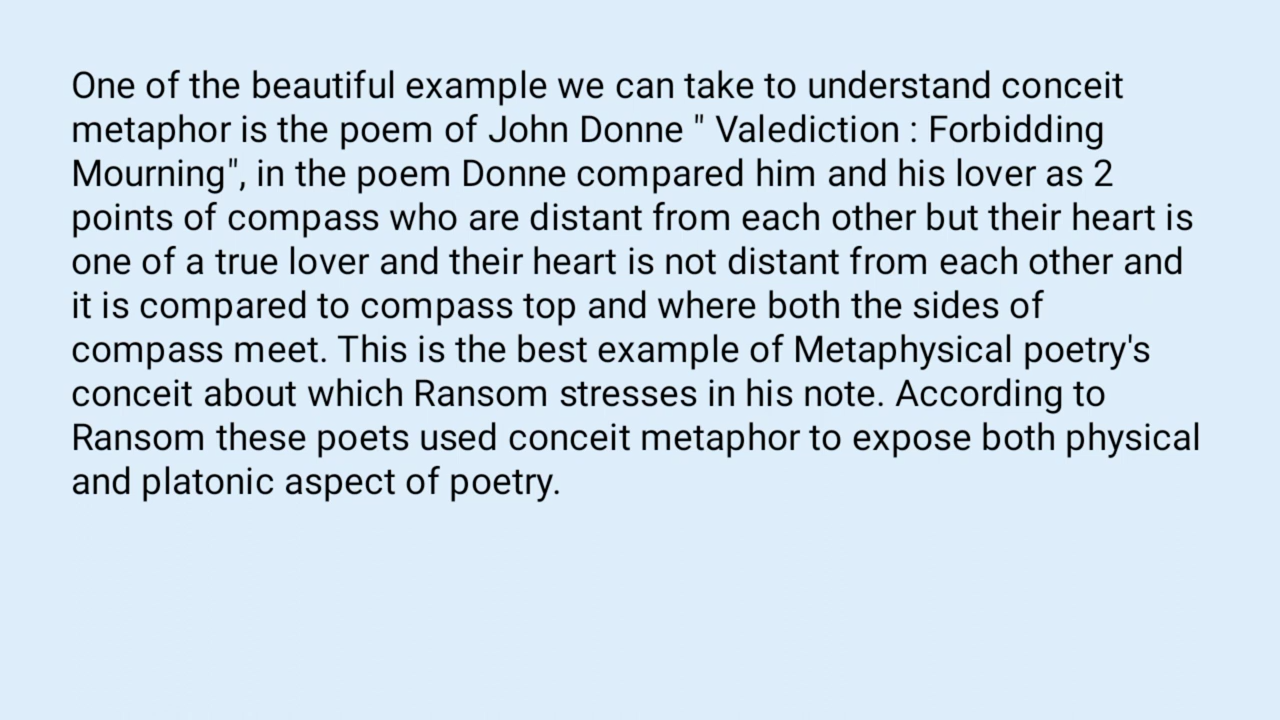 One of the beautiful example we can take to understand conceit
metaphor is the poem of John Donne " Valediction : Forbidding
Mourning", in the poem Donne compared him and his lover as 2
points of compass who are distant from each other but their heart is
one of a true lover and their heart is not distant from each other and
it is compared to compass top and where both the sides of
compass meet. This is the best example of Metaphysical poetry's
conceit about which Ransom stresses in his note. According to
Ransom these poets used conceit metaphor to expose both physical
and platonic aspect of poetry.